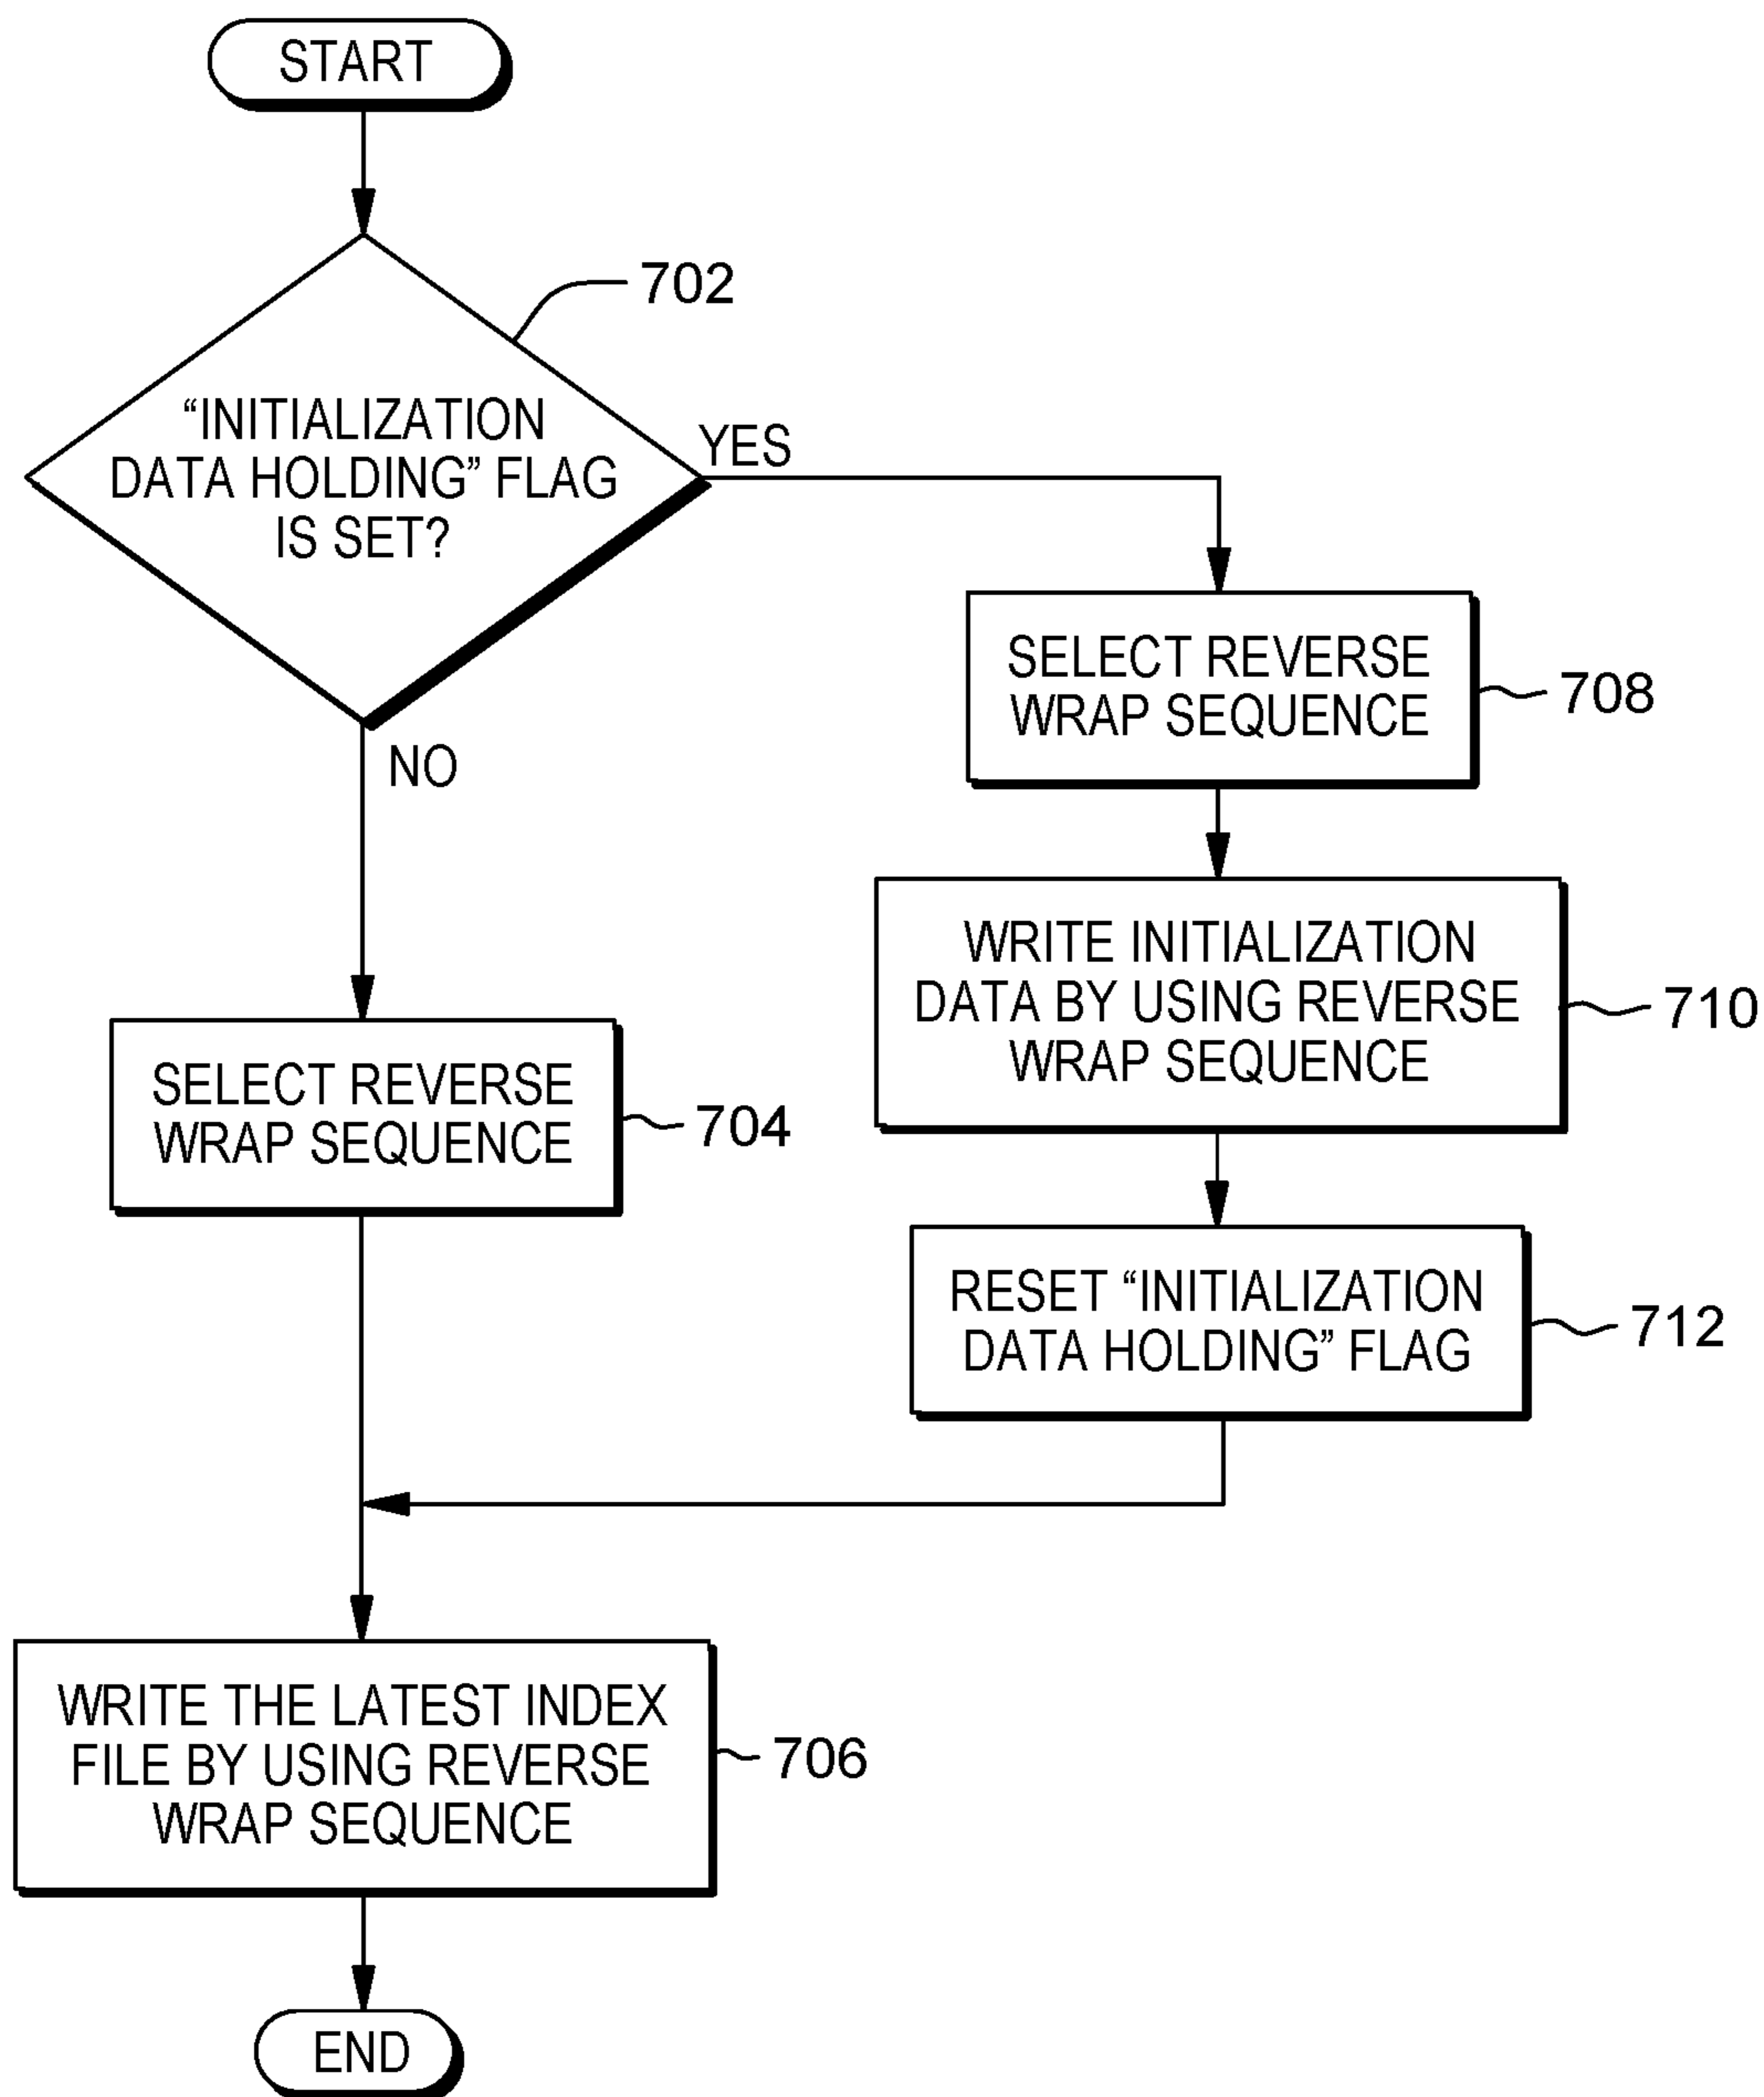 START
702
“INITIALIZATION
DATA HOLDING” FLAG
IS SET?
YES
NO
SELECT REVERSE
WRAP SEQUENCE
708
WRITE INITIALIZATION
DATA BY USING REVERSE
WRAP SEQUENCE
710
SELECT REVERSE
WRAP SEQUENCE
704
RESET “INITIALIZATION
DATA HOLDING” FLAG
712
WRITE THE LATEST INDEX
FILE BY USING REVERSE
WRAP SEQUENCE
706
END